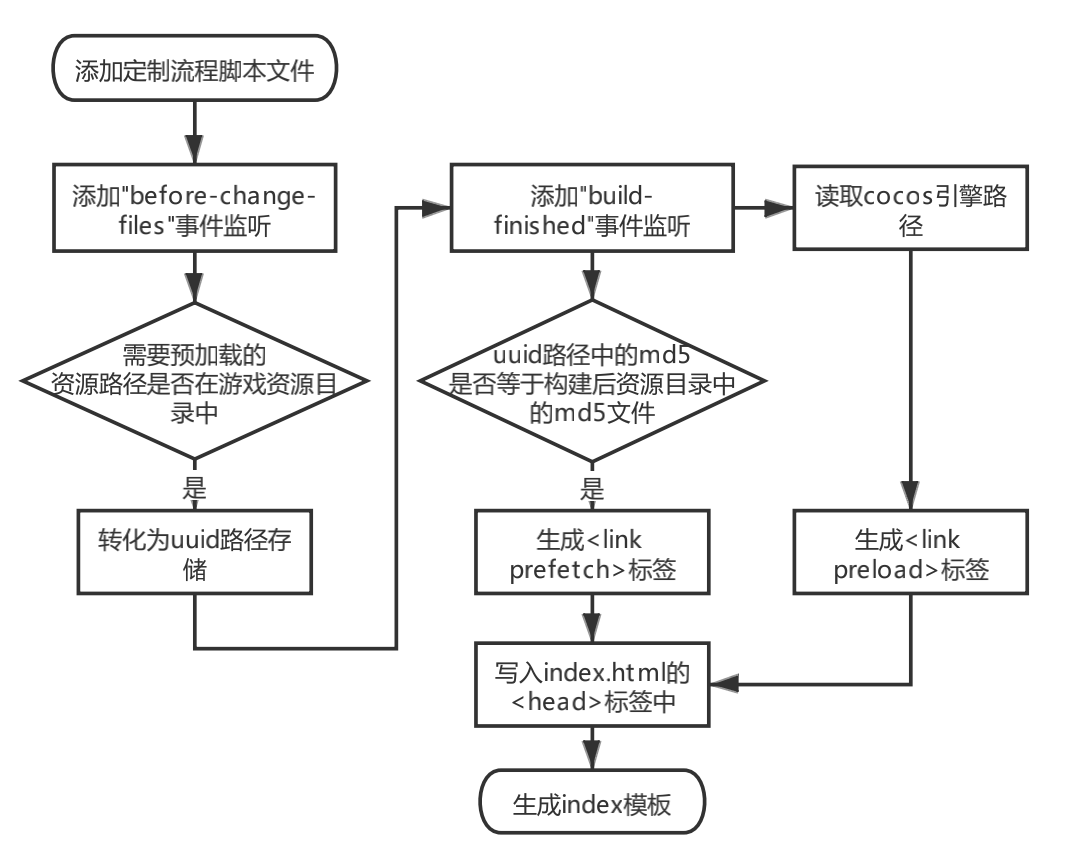 添加定制流程脚本文件
添加"before-change-
files"事件监听
需要预加载的
资源路径是否在游戏资源目
录中
是
转化为uuid路径存
储
添加"build-
finished"事件监听
uuid路径中的md5
是否等于构建后资源目录中
的md5文件
是
生成<link
prefetch>标签
读取cocos引擎路
径
生成<link
preload>标签
写入index.html的
<head>标签中
生成index模板